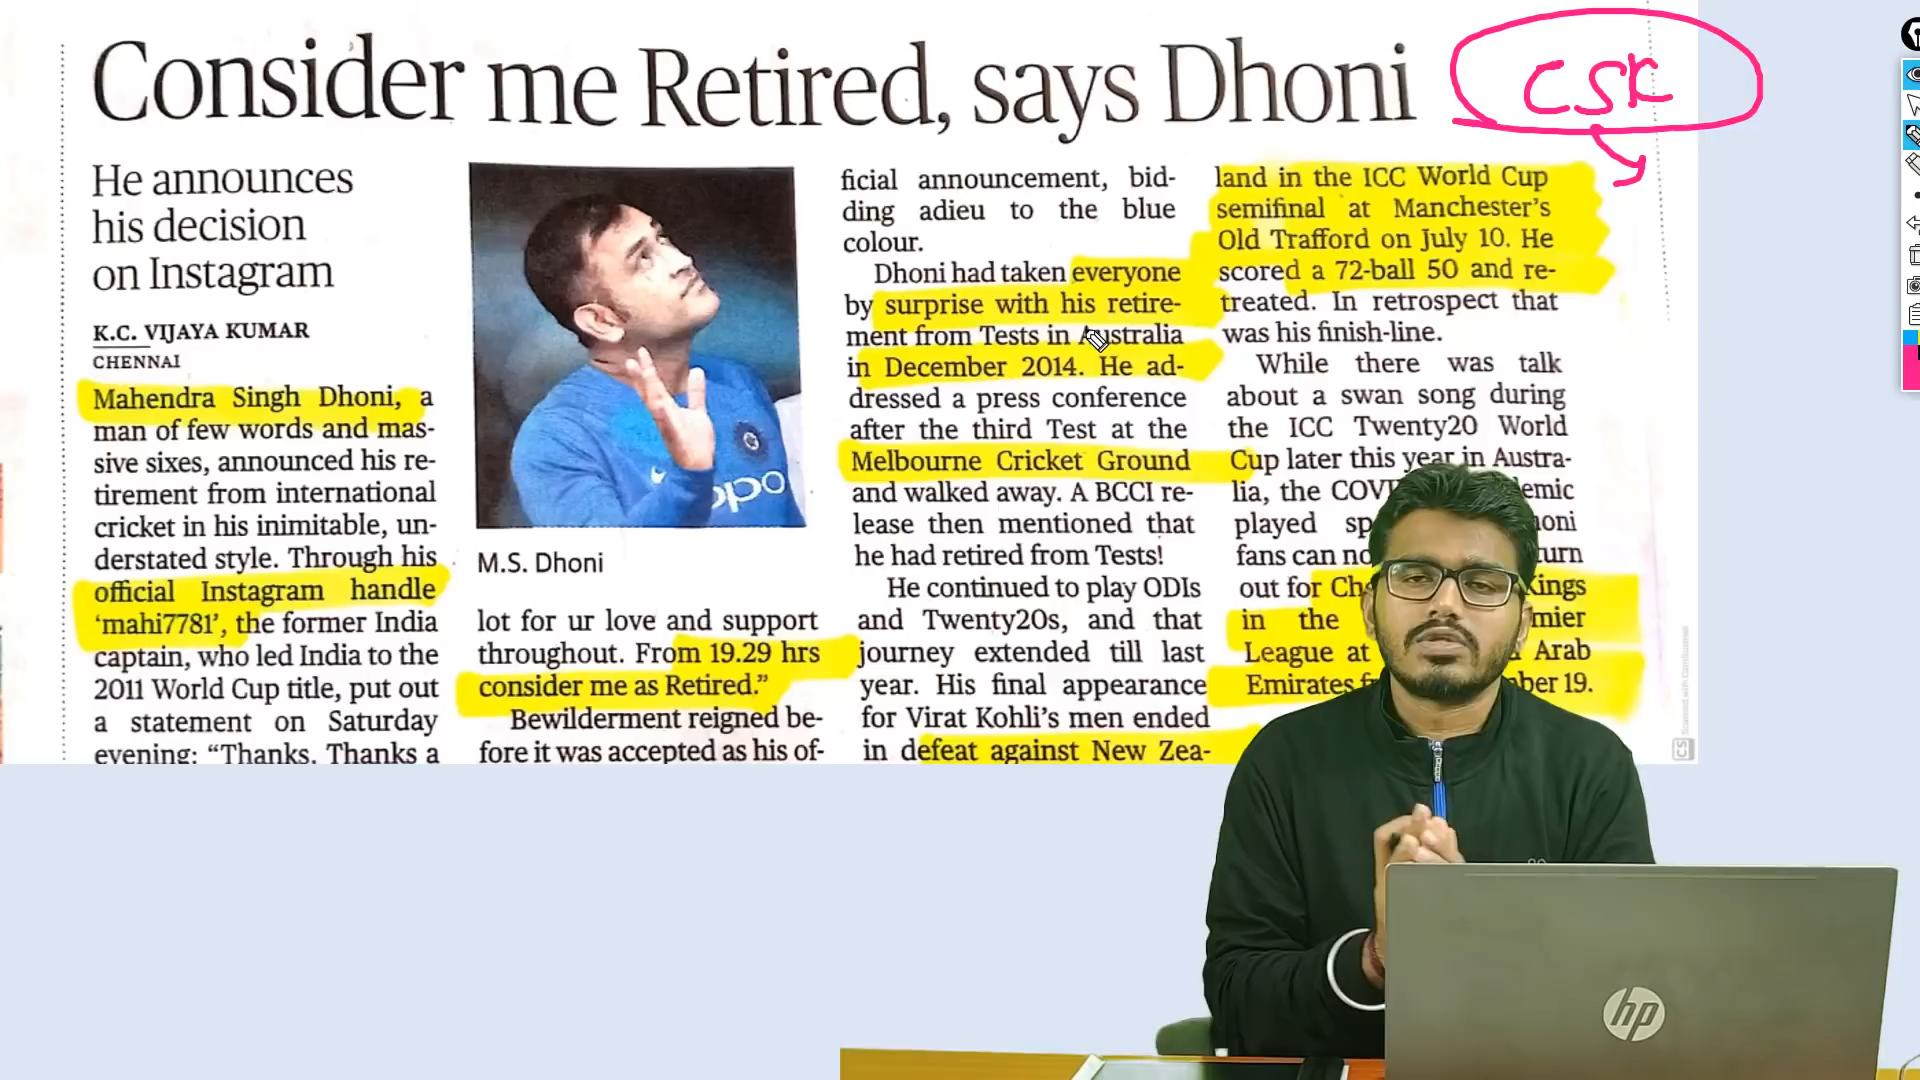 Consider me Retired, says Dhoni
CSK
He announces
his decision
on Instagram
K.C. VIJAYA KUMAR
CHENNAI
Mahendra Singh Dhoni, a
man of few words and mas-
sive sixes, announced his re-
tirement from international
cricket in his inimitable, un-
derstated style. Through his
official Instagram handle
‘mahi7781’, the former India
captain, who led India to the
2011 World Cup title, put out
a statement on Saturday
evening: “Thanks. Thanks a
oppo
M.S. Dhoni
lot for ur love and support
throughout. From 19.29 hrs
consider me as Retired.”
Bewilderment reigned be-
fore it was accepted as his of-
ficial announcement, bid-
ding adieu to the blue
colour.
Dhoni had taken everyone
by surprise with his retire-
ment from Tests in Australia
in December 2014. He ad-
dressed a press conference
after the third Test at the
Melbourne Cricket Ground
and walked away. A BCCI re-
lease then mentioned that
he had retired from Tests!
He continued to play ODIs
and Twenty20s, and that
journey extended till last
year. His final appearance
for Virat Kohli’s men ended
in defeat against New Zea-
land in the ICC World Cup
semifinal at Manchester’s
Old Trafford on July 10. He
scored a 72-ball 50 and re-
treated. In retrospect that
was his finish-line.
While there was talk
about a swan song during
the ICC Twenty20 World
Cup later this year in Austra-
lia, the
played
fans can
out for Kings
in the
League at Arab
Emirates 19.
CS Scanned with CamScanner
hp